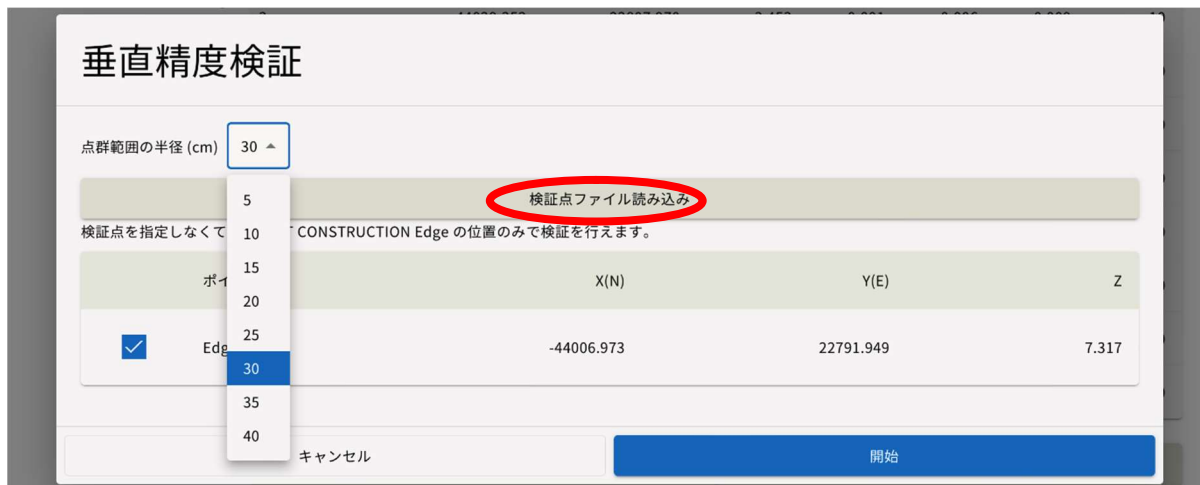 垂直精度検証
点群範囲の半径 (cm) 30
検証点ファイル読み込み
検証点を指定しなくて
CONSTRUCTION Edge の位置のみで検証を行えます。
X(N) Y(E) Z
-44006.973 22791.949 7.317
5
10
15
20
25
30
35
40
キャンセル 開始